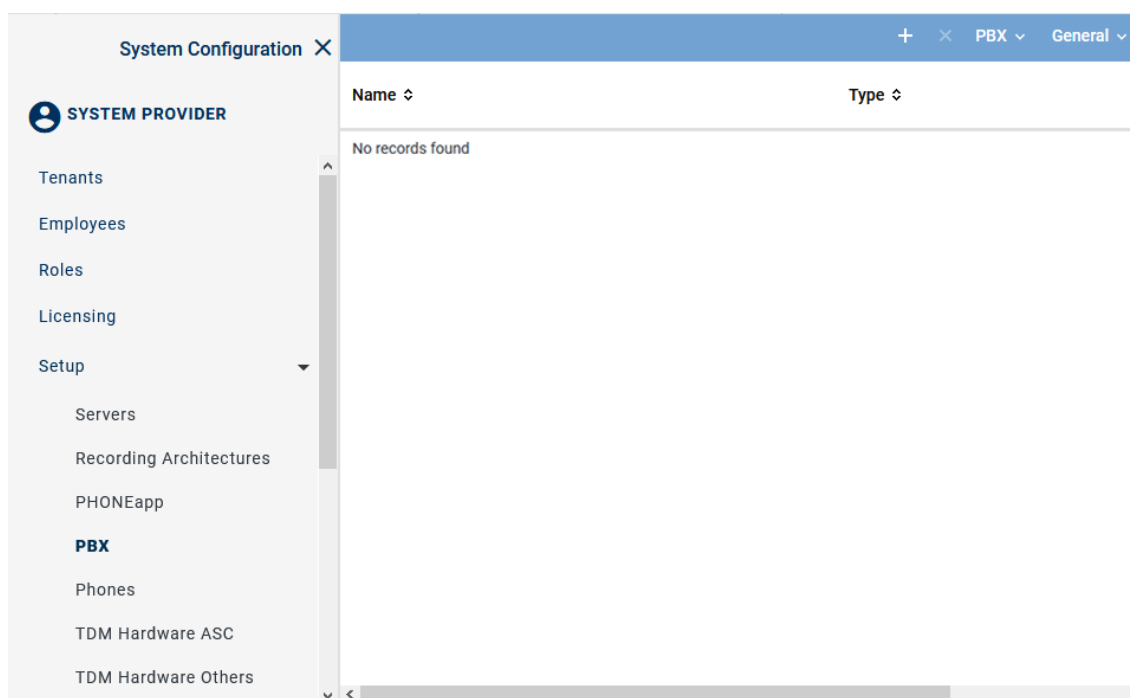 System Configuration
PBX General
SYSTEM PROVIDER
Name Type
No records found
Tenants
Employees
Roles
Licensing
Setup
Servers
Recording Architectures
PHONEapp
PBX
Phones
TDM Hardware ASC
TDM Hardware Others